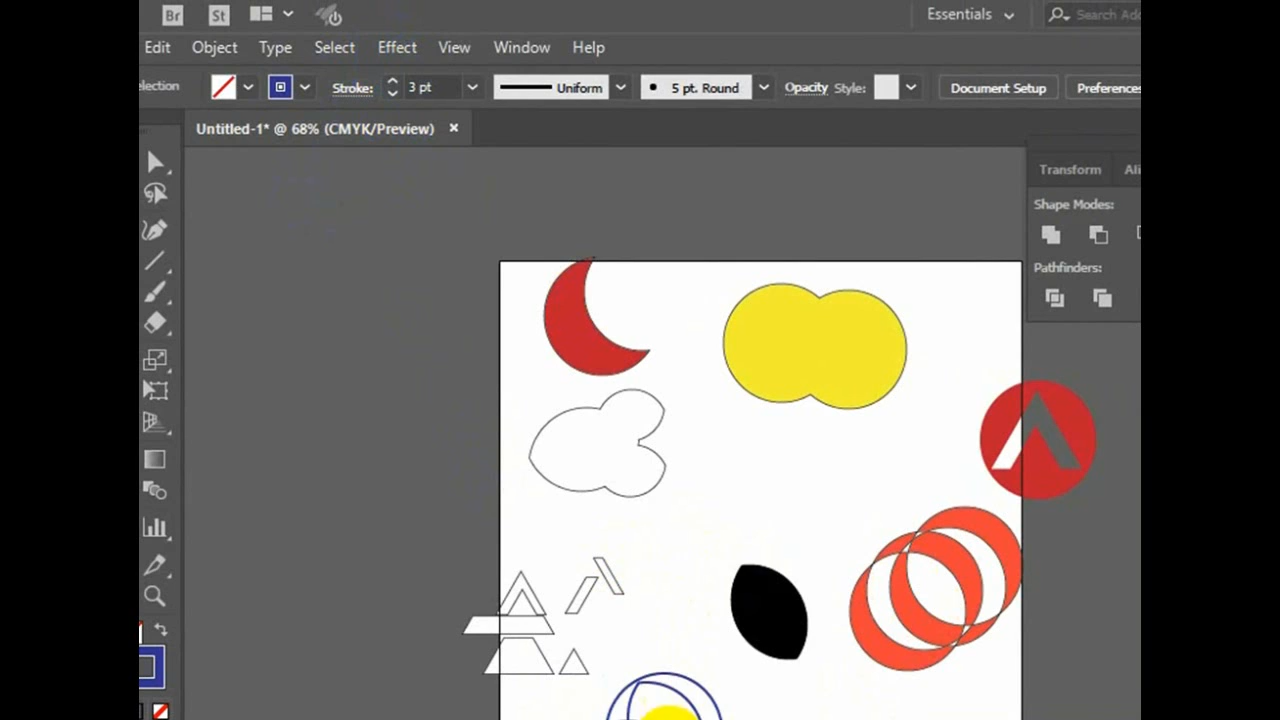 Br St Essentials Search Ado
Edit Object Type Select Effect View Window Help
election Stroke: 3 pt Uniform 5 pt. Round Opacity Style: Document Setup Preferences
Untitled-1* @ 68% (CMYK/Preview) ×
Transform Ali
Shape Modes:
Pathfinders: